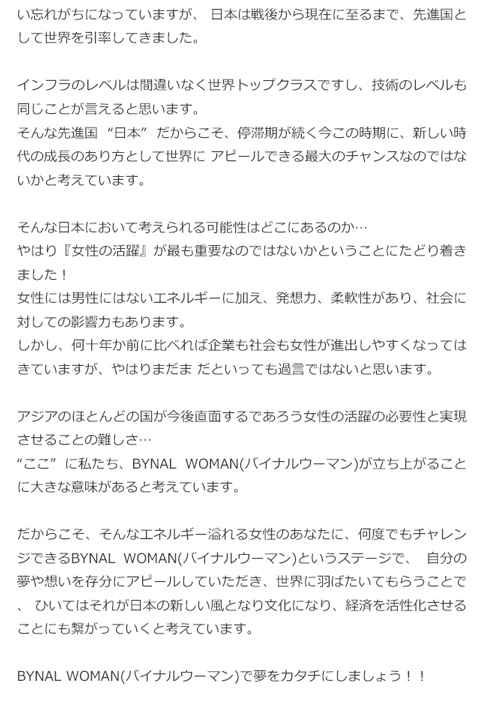 い忘れがちになっていますが、 日本は戦後から現在に至るまで、先進国と
して世界を引率してきました。
インフラのレベルは間違いなく世界トップクラスですし、技術のレベルも
同じことが言えると思います。
そんな先進国 “日本” だからこそ、停滞期が続く今この時期に、新しい時
代の成長のあり方として世界に アピールできる最大のチャンスなのではな
いかと考えています。
そんな日本において考えられる可能性はどこにあるのか…
やはり『女性の活躍』が最も重要なのではないかということにたどり着き
ました！
女性には男性にはないエネルギーに加え、発想力、柔軟性があり、社会に
対しての影響力もあります。
しかし、何十年か前に比べれば企業も社会も女性が進出しやすくなっては
きていますが、やはりまだま だといっても過言ではないと思います。
アジアのほとんどの国が今後直面するであろう女性の活躍の必要性と実現
させることの難しさ…
“ここ” に私たち、BYNAL WOMAN(バイナルウーマン)が立ち上がること
に大きな意味があると考えています。
だからこそ、そんなエネルギー溢れる女性のあなたに、何度でもチャレン
ジできるBYNAL WOMAN(バイナルウーマン)というステージで、 自分の
夢や想いを存分にアピールしていただき、世界に羽ばたいてもらうことで
、 ひいてはそれが日本の新しい風となり文化になり、経済を活性化させる
ことにも繋がっていくと考えています。
BYNAL WOMAN(バイナルウーマン)で夢をカタチにしましょう！！